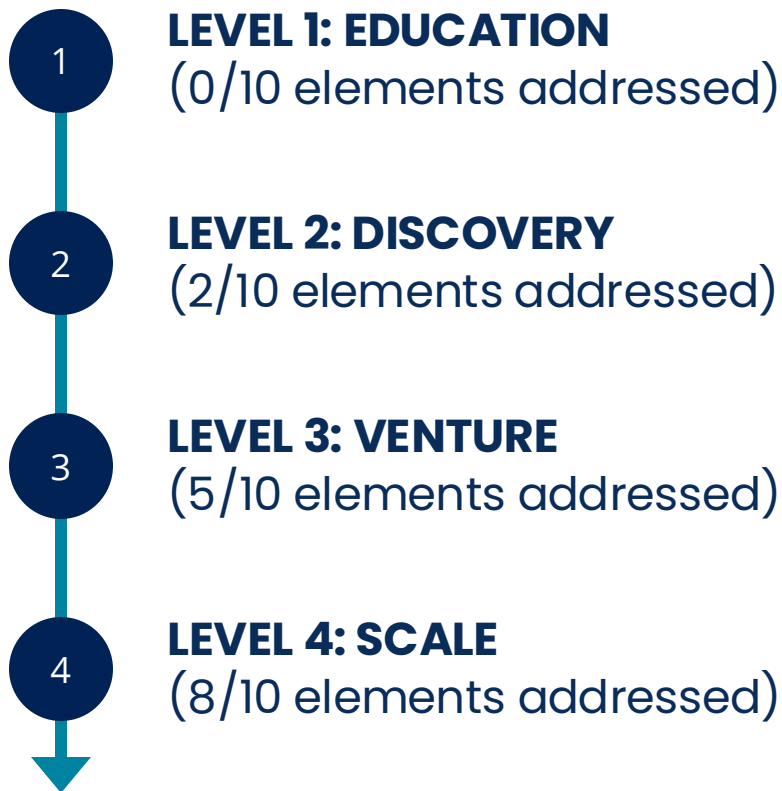 1
LEVEL 1: EDUCATION
(0/10 elements addressed)
2
LEVEL 2: DISCOVERY
(2/10 elements addressed)
3
LEVEL 3: VENTURE
(5/10 elements addressed)
4
LEVEL 4: SCALE
(8/10 elements addressed)